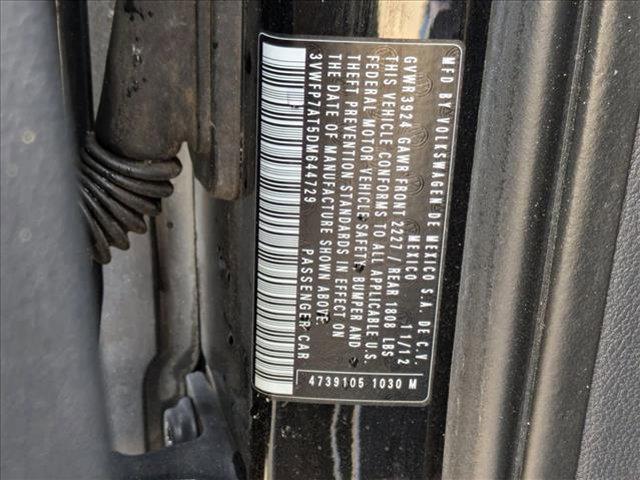 MFD BY VOLKSWAGEN DE MEXICO S.A. DE C.V.
MEXICO 11/12
GVWR 3924 GAWR FRONT 2227 / REAR 1808 LBS
THIS VEHICLE CONFORMS TO ALL APPLICABLE U.S.
FEDERAL MOTOR VEHICLE SAFETY, BUMPER AND
THEFT PREVENTION STANDARDS IN EFFECT ON
THE DATE OF MANUFACTURE SHOWN ABOVE.
3VWFP7AT5DM644729 PASSENGER CAR
4739105 1030 M